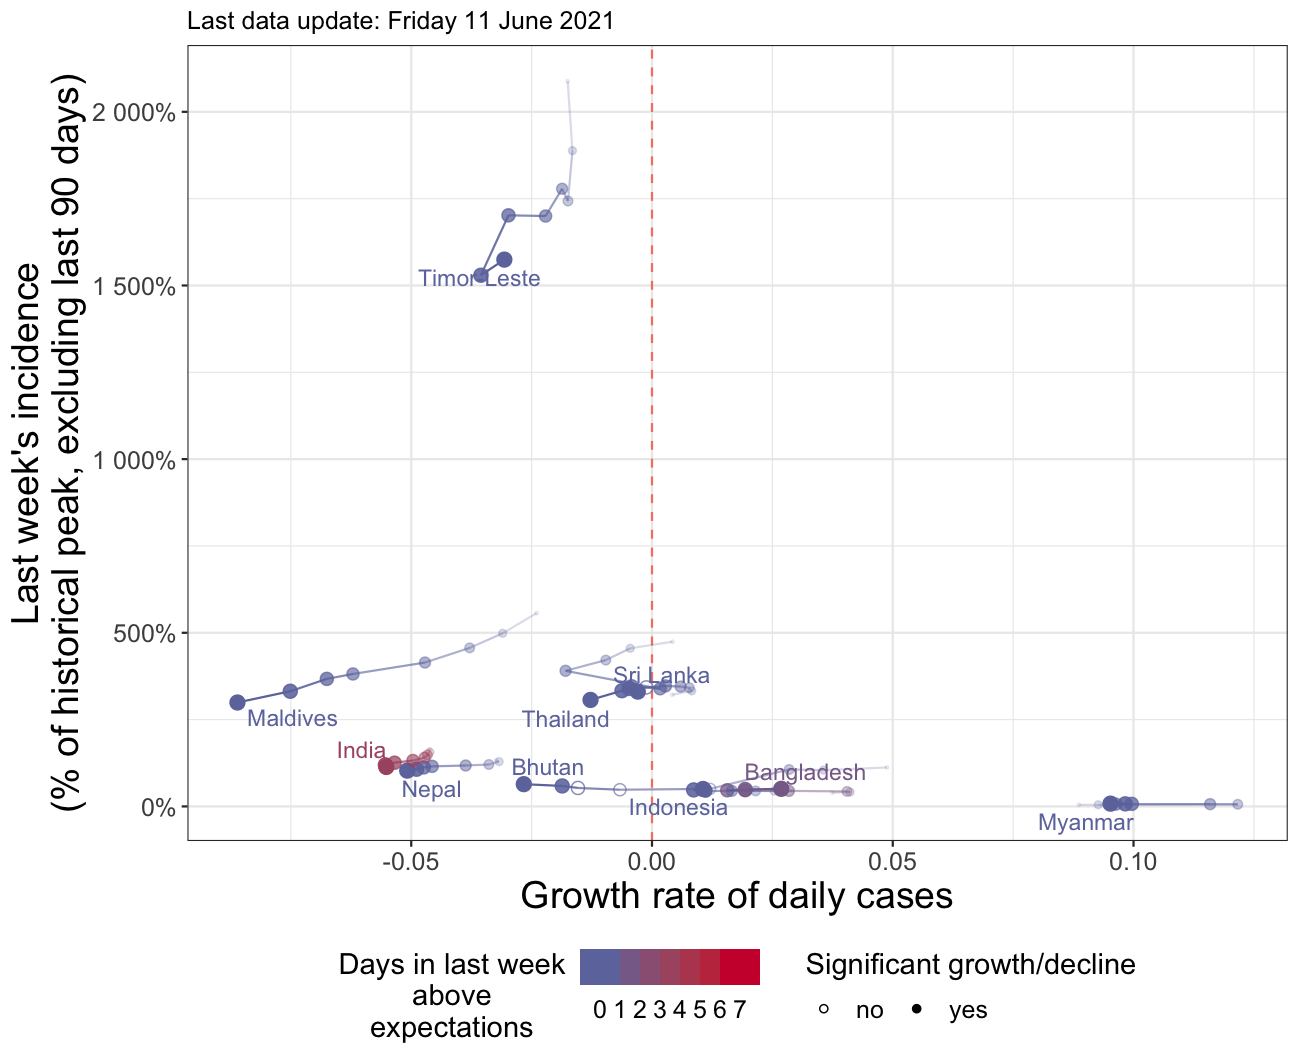 Last data update: Friday 11 June 2021
Last week's incidence
(% of historical peak, excluding last 90 days)
2 000%
1 500%
1 000%
500%
0%
Timor-Leste
Sri Lanka
Maldives
Thailand
India
Nepal
Bhutan
Bangladesh
Indonesia
Myanmar
-0.05
0.00
0.05
0.10
Growth rate of daily cases
Days in last week
above
expectations
0 1 2 3 4 5 6 7
Significant growth/decline
no
yes